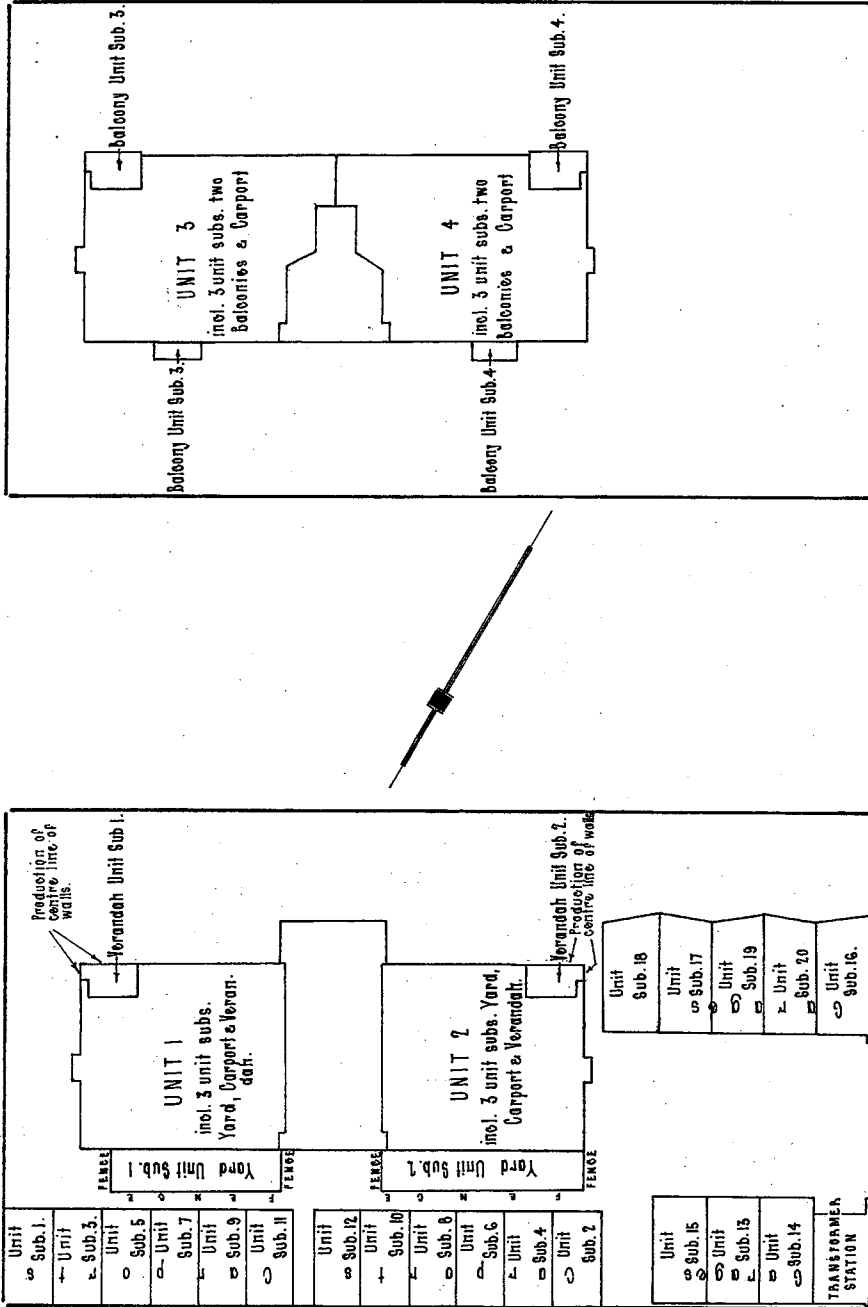 Balcony Unit Sub. 3.
UNIT 3
incl. 3 unit subs. two
Balconies & Carport
Balcony Unit Sub. 3.
Balcony Unit Sub. 4.
UNIT 4
incl. 3 unit subs. two
Balconies & Carport
Balcony Unit Sub. 4
Production of
centre line of
walls.
Verandah Unit Sub 1.
UNIT 1
incl. 3 unit subs.
Yard, Carport & Veran-
dah.
FENCE
Yard Unit Sub. 1
FENCE
F E N C E
Verandah Unit Sub. 2.
Production of
centre line of walls
UNIT 2
incl. 3 unit subs. Yard,
Carport & Verandah.
FENCE
Yard Unit Sub. 2
FENCE
F E N C E
Unit
Sub. 1.
Unit
Sub. 3.
Unit
Sub. 5
Unit
Sub. 7
Unit
Sub. 9
Unit
Sub. 11
C a r p o r t s
Unit
Sub. 12
Unit
Sub. 10
Unit
Sub. 8
Unit
Sub. 6
Unit
Sub. 4
Unit
Sub. 2
C a r p o r t s
Unit
Sub. 18
Unit
Sub. 17
Unit
Sub. 19
Unit
Sub. 20
Unit
Sub. 16.
G a r a g e s
Unit
Sub. 15
Unit
Sub. 13
Unit
Sub. 14
G a r a g e s
TRANSFORMER
STATION